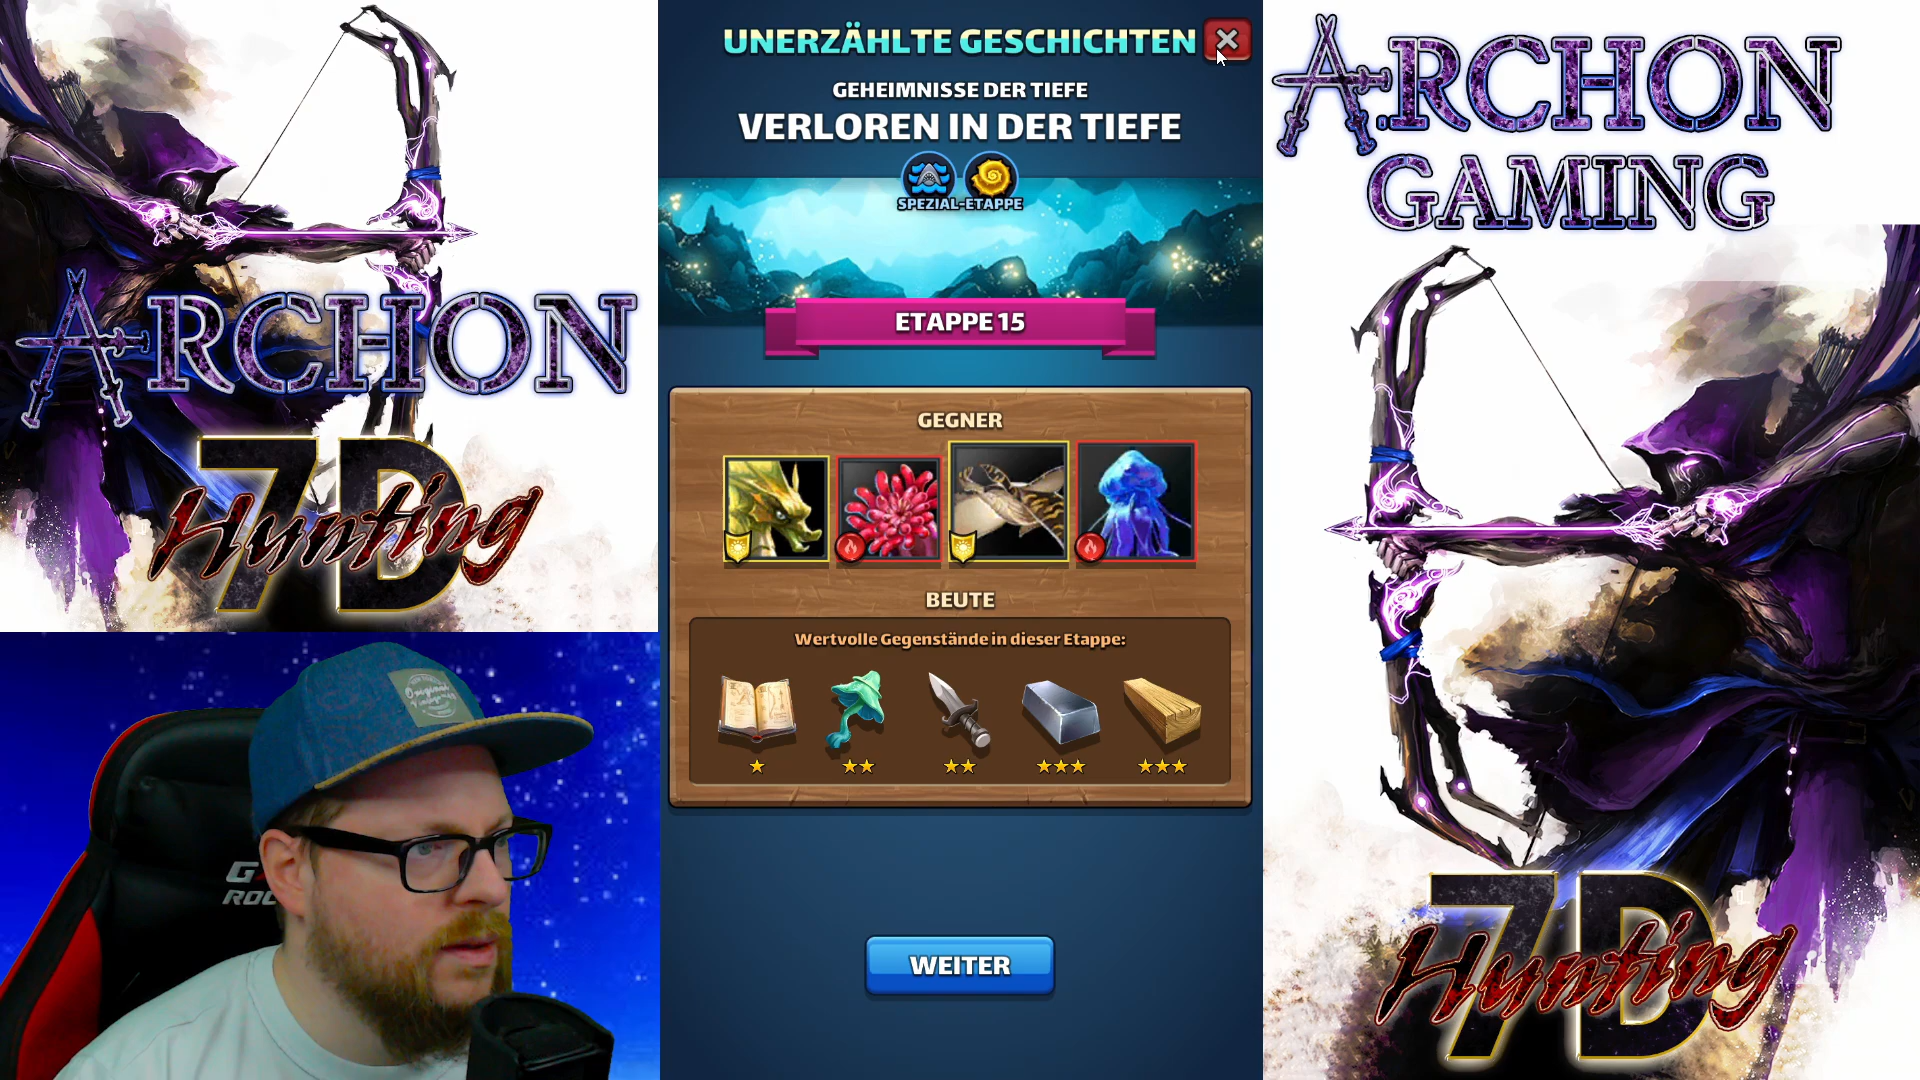 ARCHON
7D
Hunting
UNERZÄHLTE GESCHICHTEN
GEHEIMNISSE DER TIEFE
VERLOREN IN DER TIEFE
SPEZIAL-ETAPPE
ETAPPE 15
GEGNER
BEUTE
Wertvolle Gegenstände in dieser Etappe:
WEITER
ARCHON
GAMING
7D
Hunting
Original